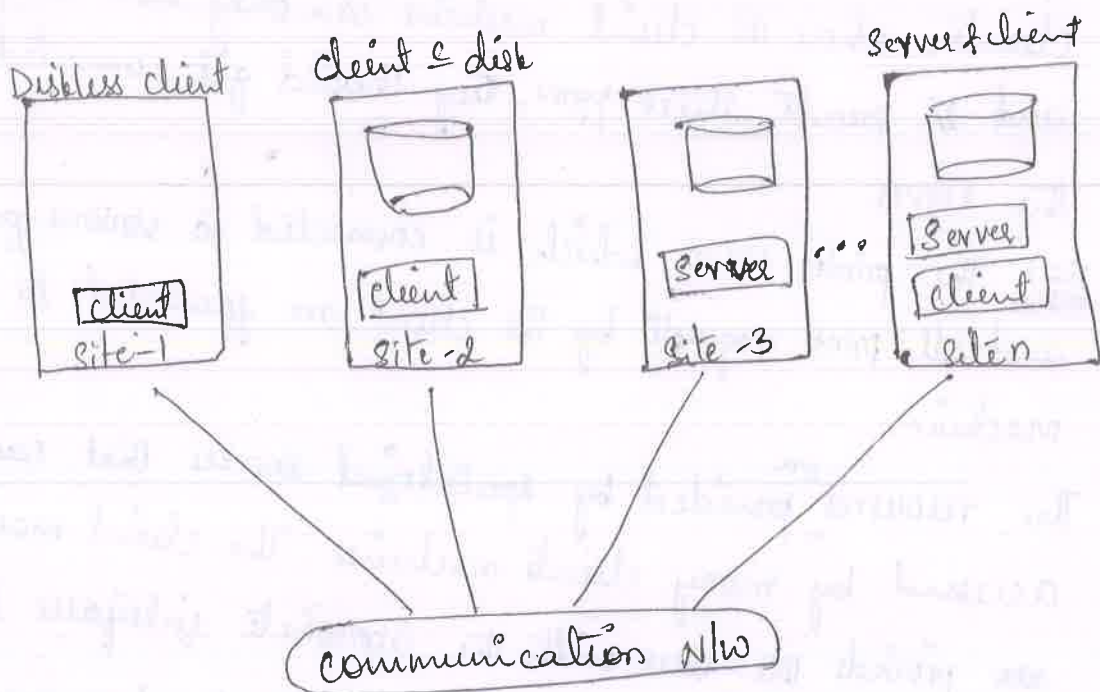 Diskless client
client c̄ disk
Server & client
client
site-1
client
site-2
Server
site-3
...
Server
client
site n
communication N/W